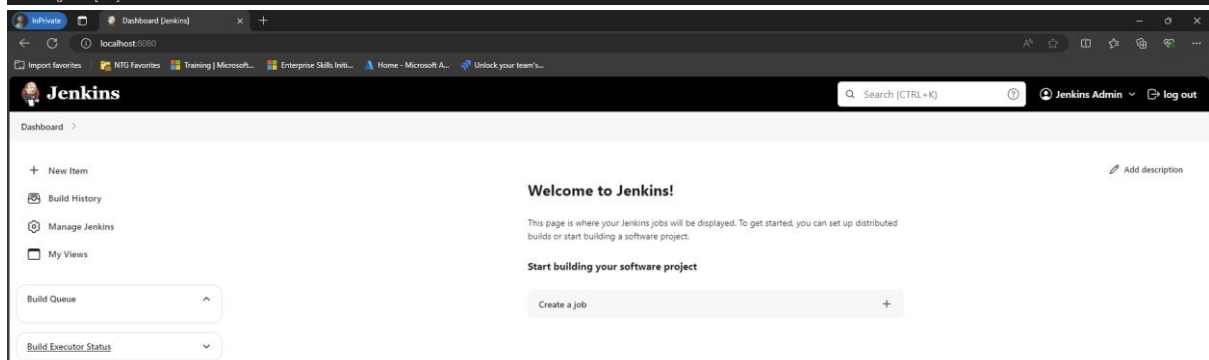 InPrivate
Dashboard [Jenkins]
localhost:8080
Import favorites
NTG Favorites
Training | Microsoft...
Enterprise Skills Initi...
Home - Microsoft A...
Unlock your team's...
Jenkins
Search (CTRL+K)
Jenkins Admin
log out
Dashboard
New Item
Add description
Build History
Manage Jenkins
My Views
Welcome to Jenkins!
This page is where your Jenkins jobs will be displayed. To get started, you can set up distributed
builds or start building a software project.
Start building your software project
Create a job
Build Queue
Build Executor Status